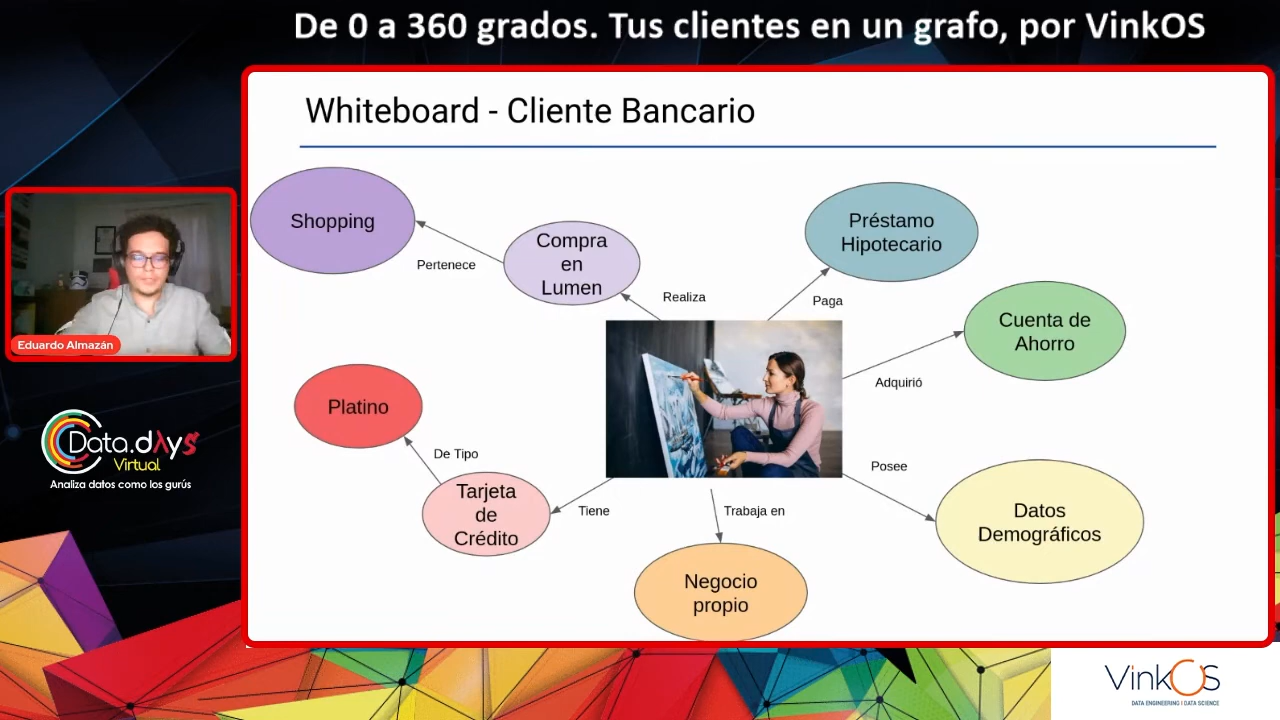 De 0 a 360 grados. Tus clientes en un grafo, por VinkOS
Whiteboard - Cliente Bancario
Shopping
Pertenece
Compra
en
Lumen
Realiza
Préstamo
Hipotecario
Paga
Cuenta de
Ahorro
Adquirió
Platino
De Tipo
Tarjeta
de
Crédito
Tiene
Trabaja en
Negocio
propio
Posee
Datos
Demográficos
Eduardo Almazán
Data.dAys
Virtual
Analiza datos como los gurús
VinkOS
DATA ENGINEERING | DATA SCIENCE